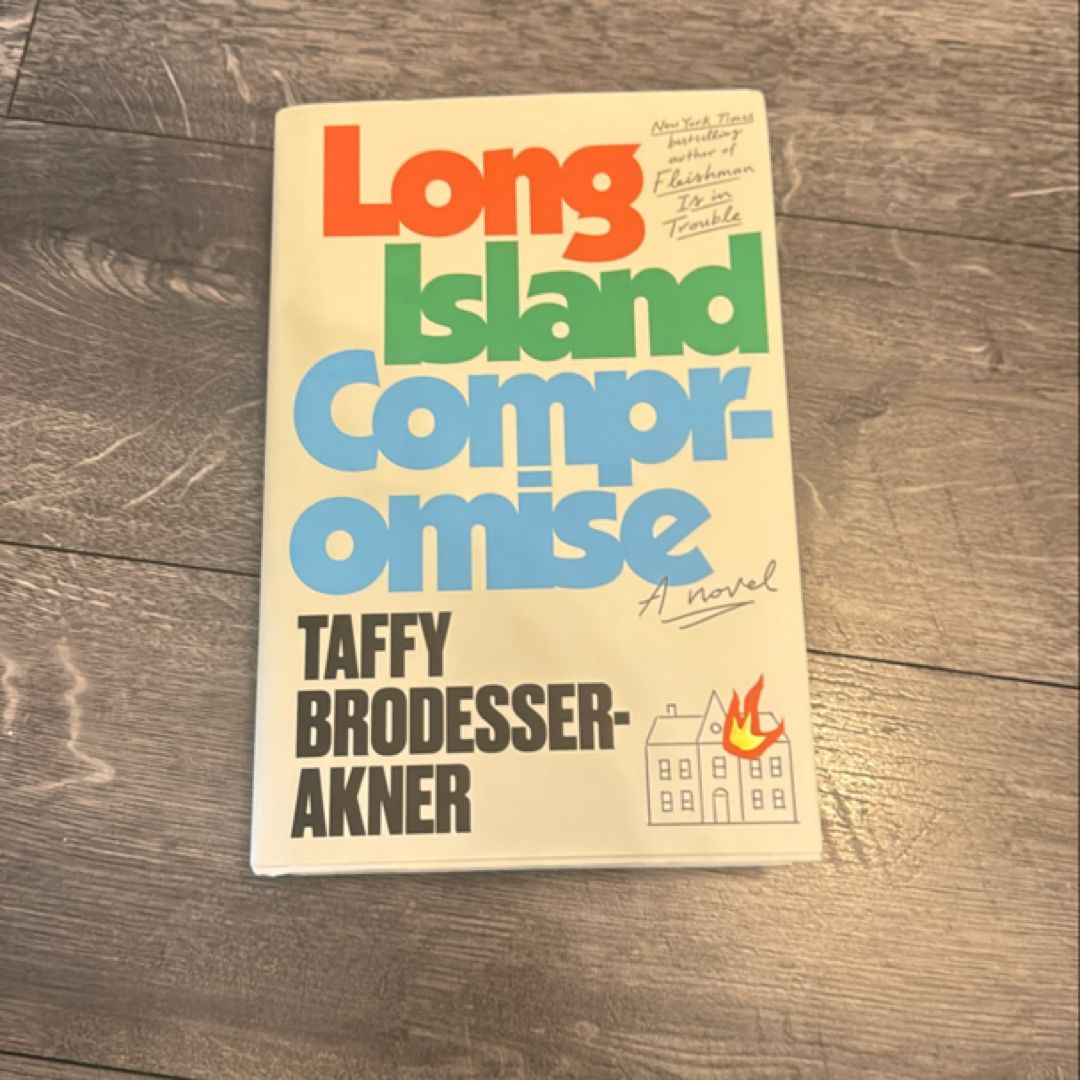 Long
Island
Compr-
omise
New York Times
bestselling
author of
Fleishman
Is in
Trouble
A novel
TAFFY
BRODESSER-
AKNER